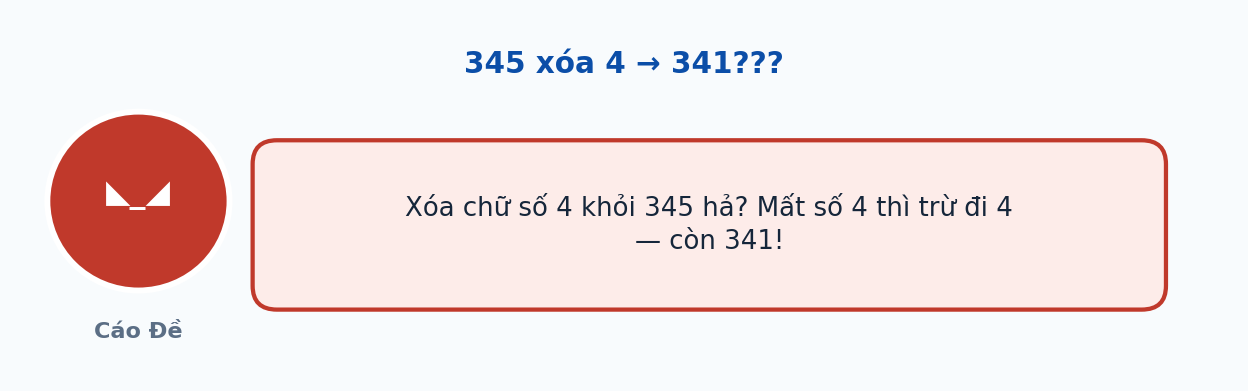 345 xóa 4 → 341???
Xóa chữ số 4 khỏi 345 hả? Mất số 4 thì trừ đi 4
— còn 341!
Cáo Đề